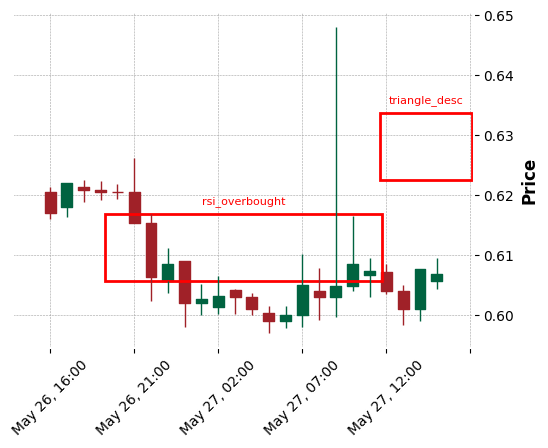 0.65
0.64
triangle_desc
0.63
Price
0.62
rsi_overbought
0.61
0.60
May 26, 16:00
May 26, 21:00
May 27, 02:00
May 27, 07:00
May 27, 12:00